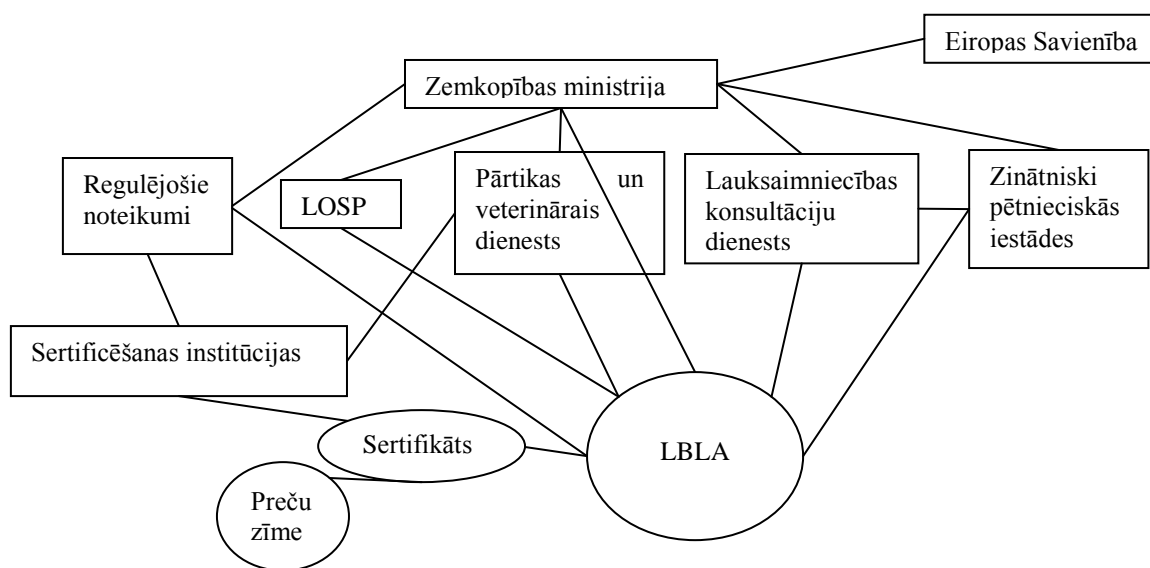 Eiropas Savienība
Zemkopības ministrija
Regulējošie
noteikumi
LOSP
Pārtikas un
veterinārais
dienests
Lauksaimniecības
konsultāciju
dienests
Zinātniski
pētnieciskās
iestādes
Sertificēšanas institūcijas
Sertifikāts
LBLA
Preču
zīme